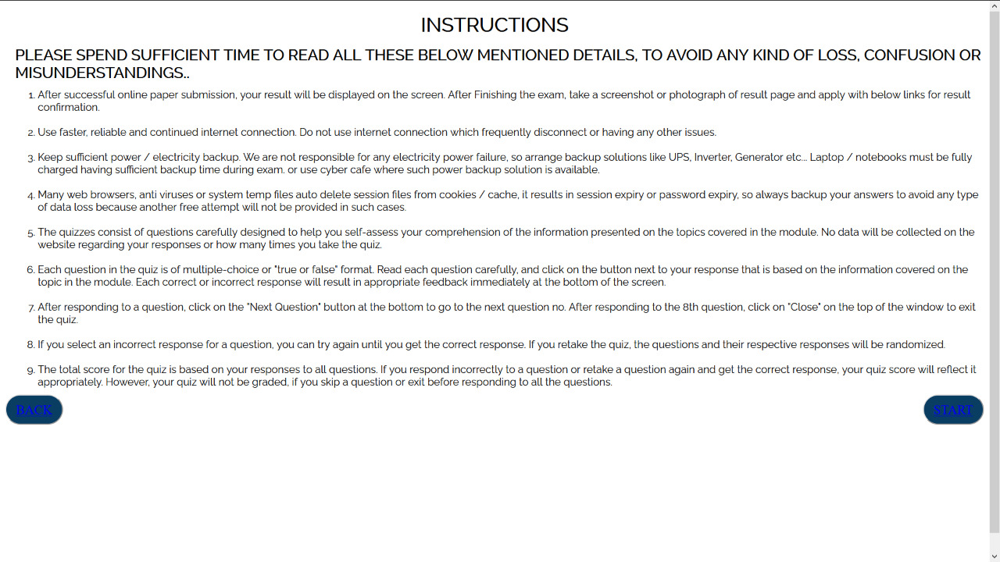 INSTRUCTIONS
PLEASE SPEND SUFFICIENT TIME TO READ ALL THESE BELOW MENTIONED DETAILS, TO AVOID ANY KIND OF LOSS, CONFUSION OR
MISUNDERSTANDINGS..
1. After successful online paper submission, your result will be displayed on the screen. After Finishing the exam, take a screenshot or photograph of result page and apply with below links for result
confirmation.
2. Use faster, reliable and continued internet connection. Do not use internet connection which frequently disconnect or having any other issues.
3. Keep sufficient power / electricity backup. We are not responsible for any electricity power failure, so arrange backup solutions like UPS, Inverter, Generator etc... Laptop / notebooks must be fully
charged having sufficient backup time during exam. or use cyber cafe where such power backup solution is available.
4. Many web browsers, anti viruses or system temp files auto delete session files from cookies / cache, it results in session expiry or password expiry, so always backup your answers to avoid any type
of data loss because another free attempt will not be provided in such cases.
5. The quizzes consist of questions carefully designed to help you self-assess your comprehension of the information presented on the topics covered in the module. No data will be collected on the
website regarding your responses or how many times you take the quiz.
6. Each question in the quiz is of multiple-choice or "true or false" format. Read each question carefully, and click on the button next to your response that is based on the information covered on the
topic in the module. Each correct or incorrect response will result in appropriate feedback immediately at the bottom of the screen.
7. After responding to a question, click on the "Next Question" button at the bottom to go to the next question no. After responding to the 8th question, click on "Close" on the top of the window to exit
the quiz.
8. If you select an incorrect response for a question, you can try again until you get the correct response. If you retake the quiz, the questions and their respective responses will be randomized.
9. The total score for the quiz is based on your responses to all questions. If you respond incorrectly to a question or retake a question again and get the correct response, your quiz score will reflect it
appropriately. However, your quiz will not be graded, if you skip a question or exit before responding to all the questions.
BACK
START